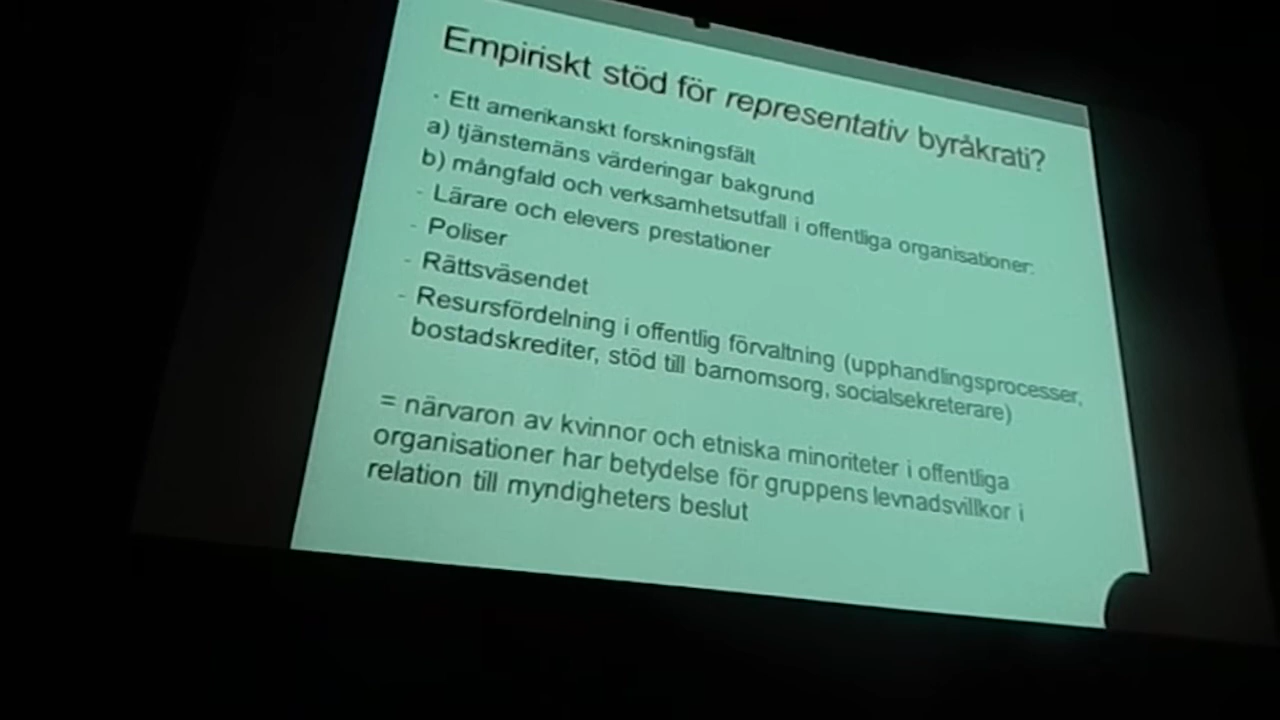 Empiriskt stöd för representativ byråkrati?
- Ett amerikanskt forskningsfält
a) tjänstemäns värderingar bakgrund
b) mångfald och verksamhetsutfall i offentliga organisationer:
- Lärare och elevers prestationer
- Poliser
- Rättsväsendet
- Resursfördelning i offentlig förvaltning (upphandlingsprocesser,
bostadskrediter, stöd till barnomsorg, socialsekreterare)
= närvaron av kvinnor och etniska minoriteter i offentliga
organisationer har betydelse för gruppens levnadsvillkor i
relation till myndigheters beslut